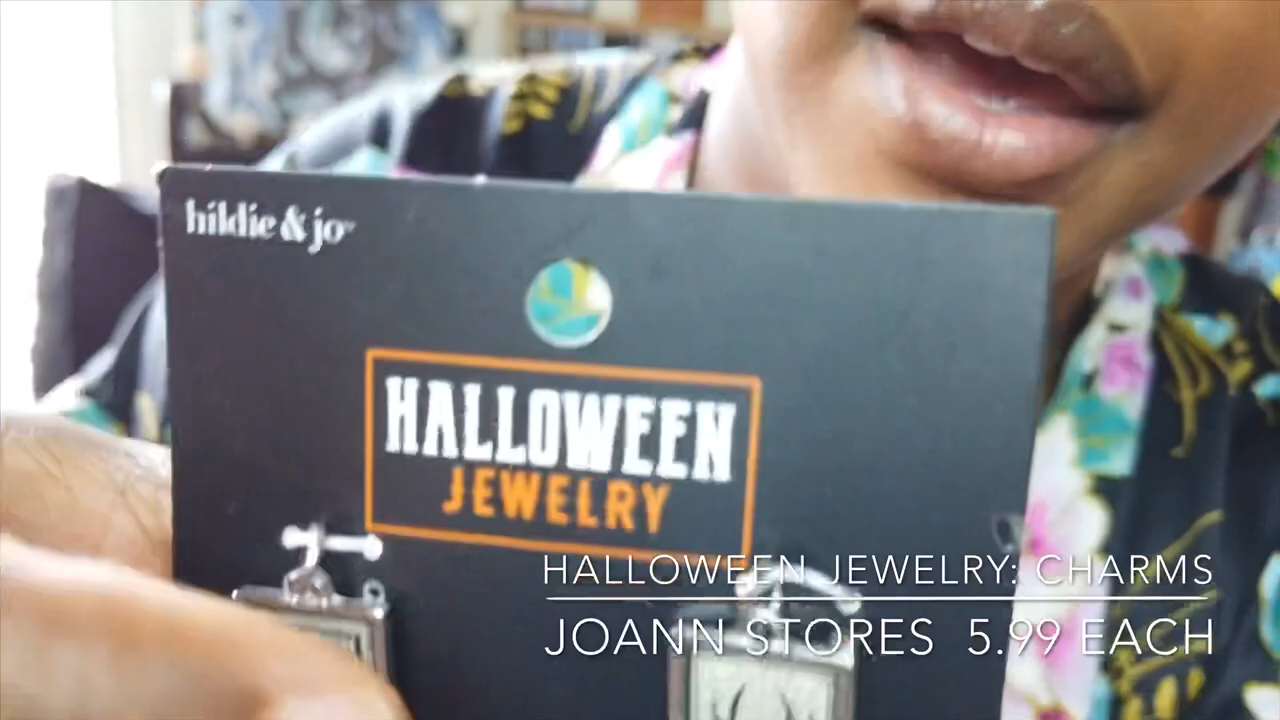 hildie & jo
HALLOWEEN
JEWELRY
HALLOWEEN JEWELRY: CHARMS
JOANN STORES 5.99 EACH